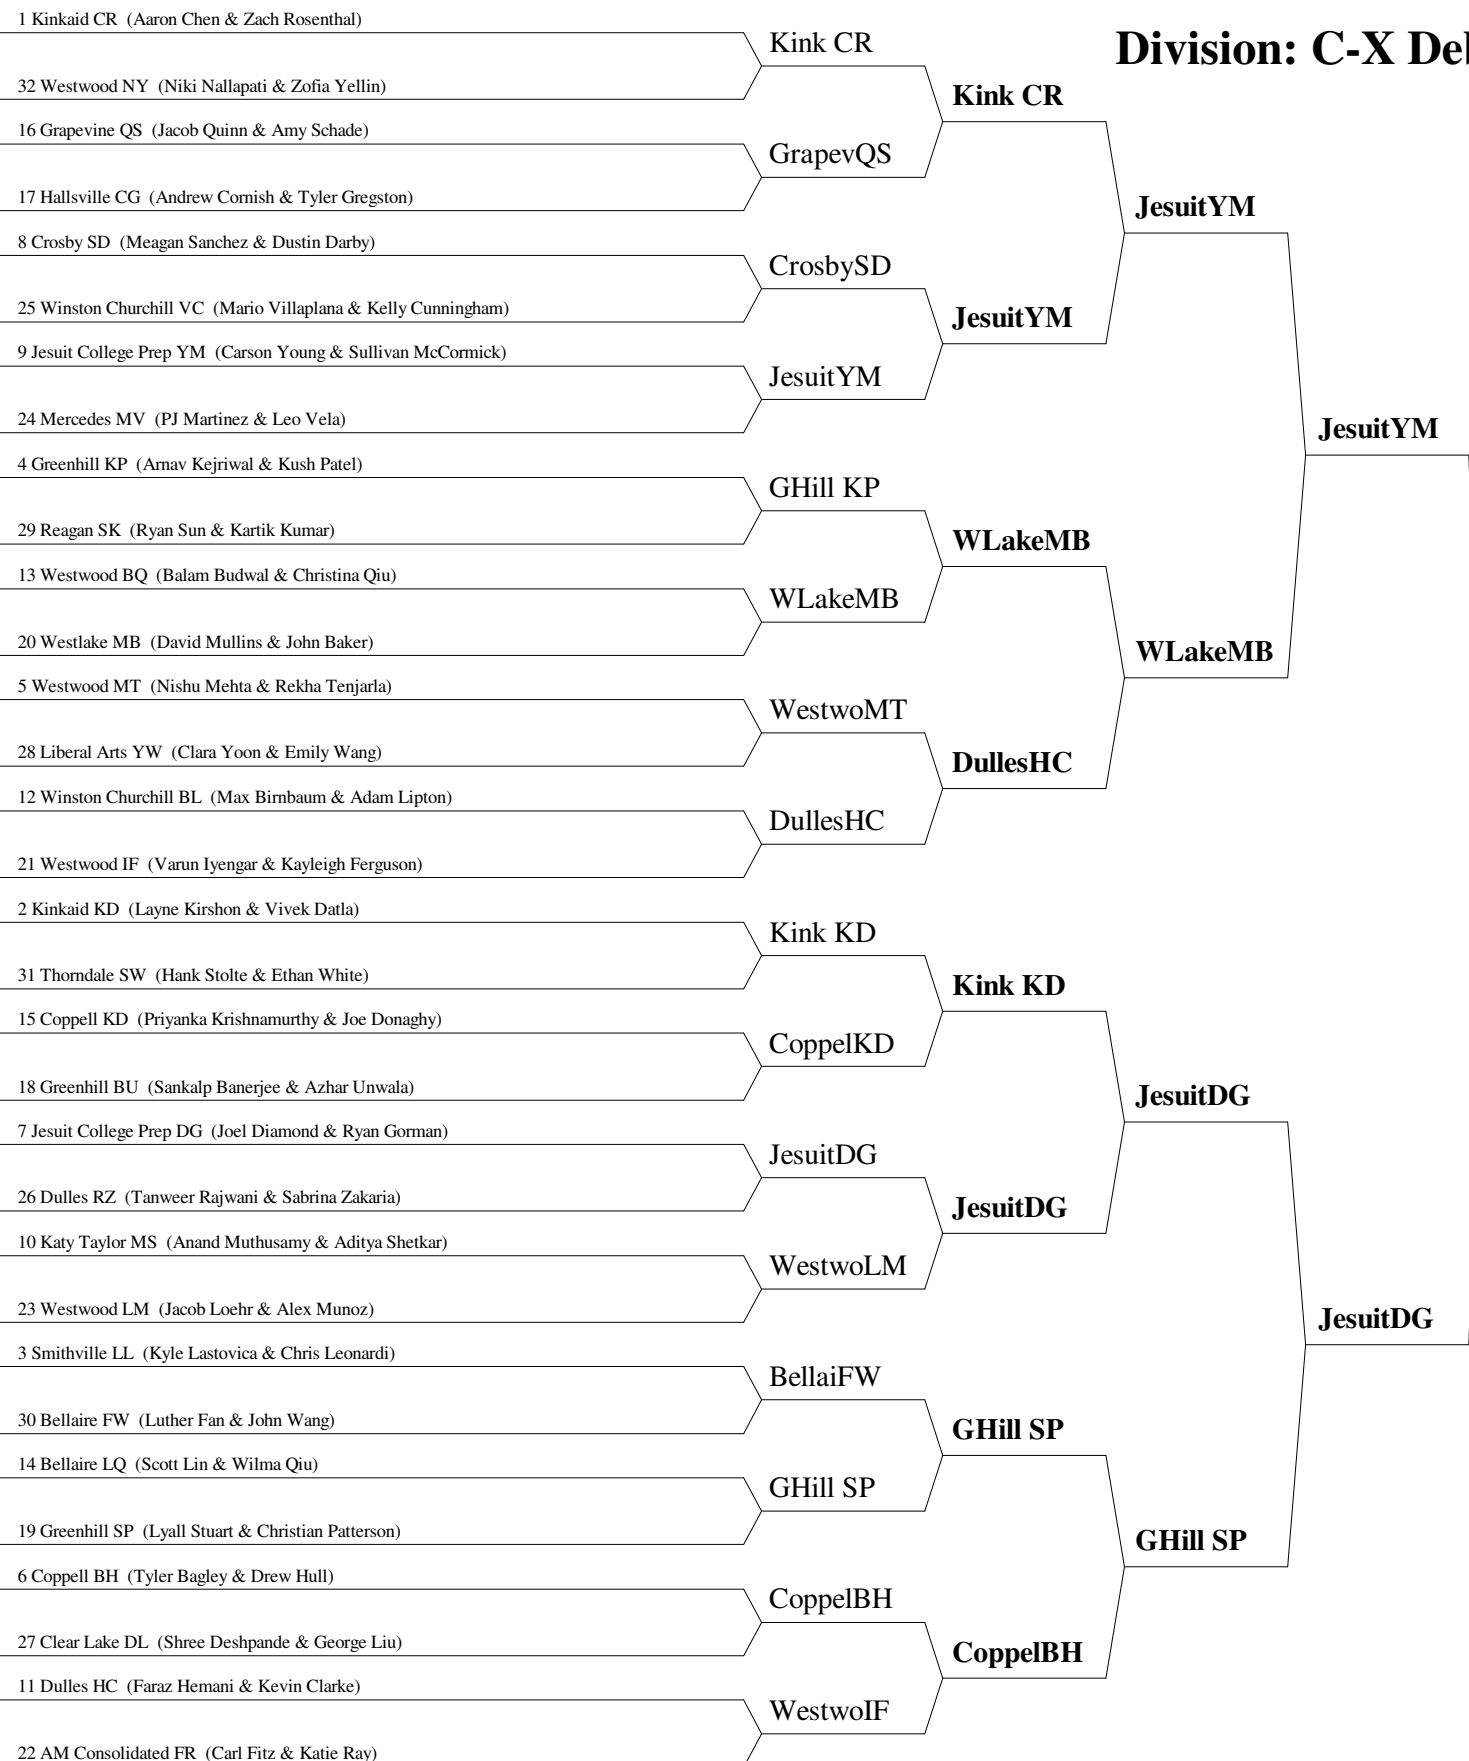 Division: C-X De
1 Kinkaid CR (Aaron Chen & Zach Rosenthal)
32 Westwood NY (Niki Nallapati & Zofia Yellin)
16 Grapevine QS (Jacob Quinn & Amy Schade)
17 Hallsville CG (Andrew Cornish & Tyler Gregston)
8 Crosby SD (Meagan Sanchez & Dustin Darby)
25 Winston Churchill VC (Mario Villaplana & Kelly Cunningham)
9 Jesuit College Prep YM (Carson Young & Sullivan McCormick)
24 Mercedes MV (PJ Martinez & Leo Vela)
4 Greenhill KP (Arnav Kejriwal & Kush Patel)
29 Reagan SK (Ryan Sun & Kartik Kumar)
13 Westwood BQ (Balam Budwal & Christina Qiu)
20 Westlake MB (David Mullins & John Baker)
5 Westwood MT (Nishu Mehta & Rekha Tenjarla)
28 Liberal Arts YW (Clara Yoon & Emily Wang)
12 Winston Churchill BL (Max Birnbaum & Adam Lipton)
21 Westwood IF (Varun Iyengar & Kayleigh Ferguson)
2 Kinkaid KD (Layne Kirshon & Vivek Datla)
31 Thorndale SW (Hank Stolte & Ethan White)
15 Coppell KD (Priyanka Krishnamurthy & Joe Donaghy)
18 Greenhill BU (Sankalp Banerjee & Azhar Unwala)
7 Jesuit College Prep DG (Joel Diamond & Ryan Gorman)
26 Dulles RZ (Tanweer Rajwani & Sabrina Zakaria)
10 Katy Taylor MS (Anand Muthusamy & Aditya Shetkar)
23 Westwood LM (Jacob Loehr & Alex Munoz)
3 Smithville LL (Kyle Lastovica & Chris Leonardi)
30 Bellaire FW (Luther Fan & John Wang)
14 Bellaire LQ (Scott Lin & Wilma Qiu)
19 Greenhill SP (Lyall Stuart & Christian Patterson)
6 Coppell BH (Tyler Bagley & Drew Hull)
27 Clear Lake DL (Shree Deshpande & George Liu)
11 Dulles HC (Faraz Hemani & Kevin Clarke)
22 AM Consolidated FR (Carl Fitz & Katie Ray)
Kink CR
GrapevQS
CrosbySD
JesuitYM
GHill KP
WLakeMB
WestwoMT
DullesHC
Kink KD
CoppelKD
JesuitDG
WestwoLM
BellaiFW
GHill SP
CoppelBH
WestwoIF
Kink CR
JesuitYM
WLakeMB
DullesHC
Kink KD
JesuitDG
GHill SP
CoppelBH
JesuitYM
WLakeMB
JesuitDG
GHill SP
JesuitYM
JesuitDG